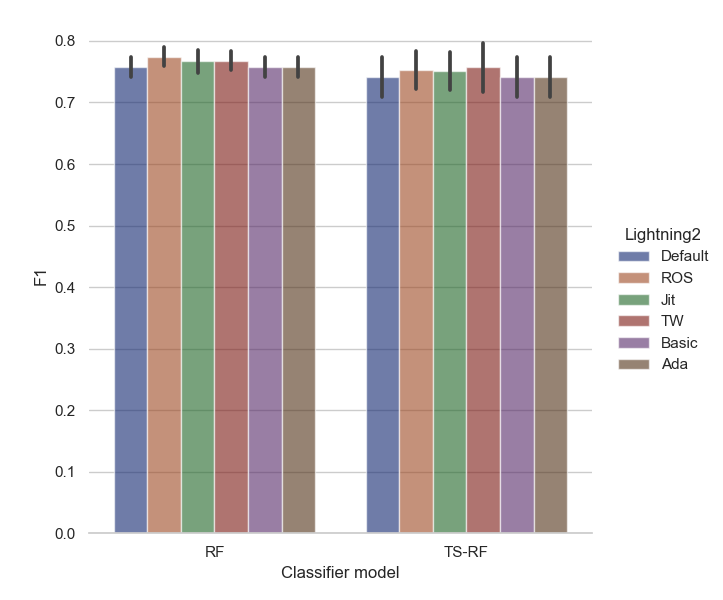 0.8
0.7
0.6
0.5
0.4
0.3
0.2
0.1
0.0
F1
RF
TS-RF
Classifier model
Lightning2
Default
ROS
Jit
TW
Basic
Ada